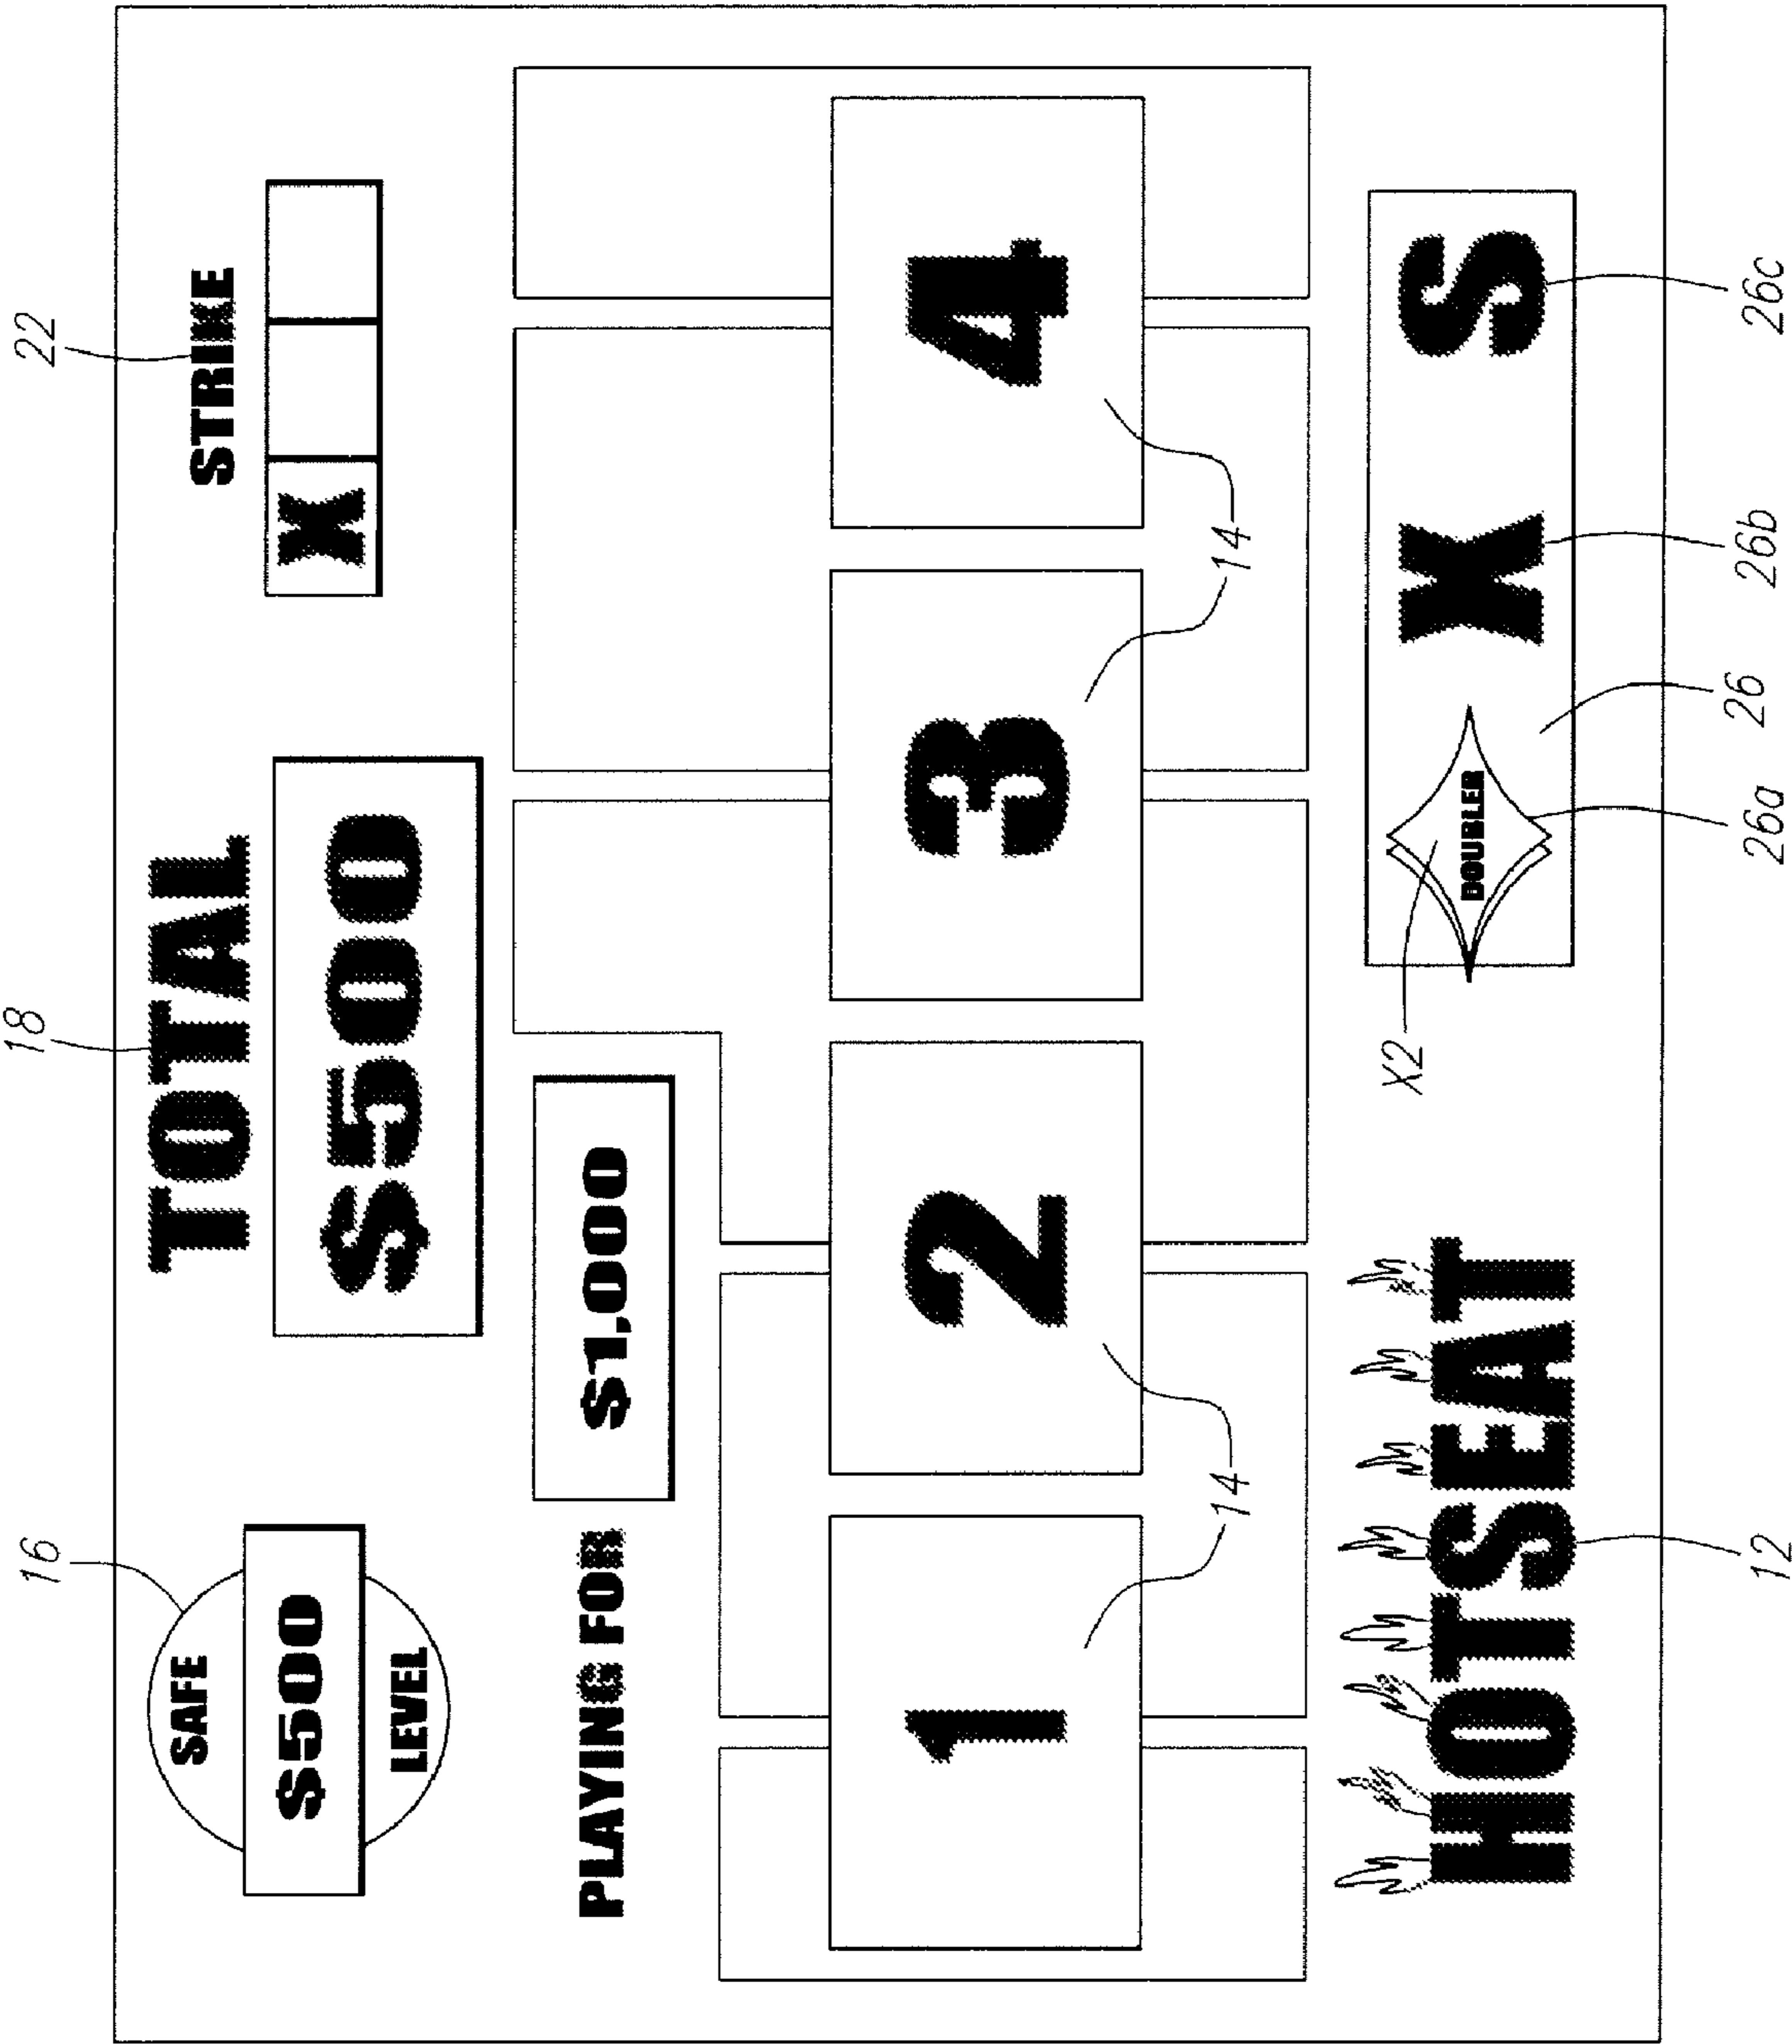 16
18
22
SAFE
$500
LEVEL
TOTAL
$500
STRIKE
X
PLAYING FOR
$1,000
1
2
3
4
14
14
HOTSEAT
12
X2
DOUBLER
X
S
26a
26
26b
26c